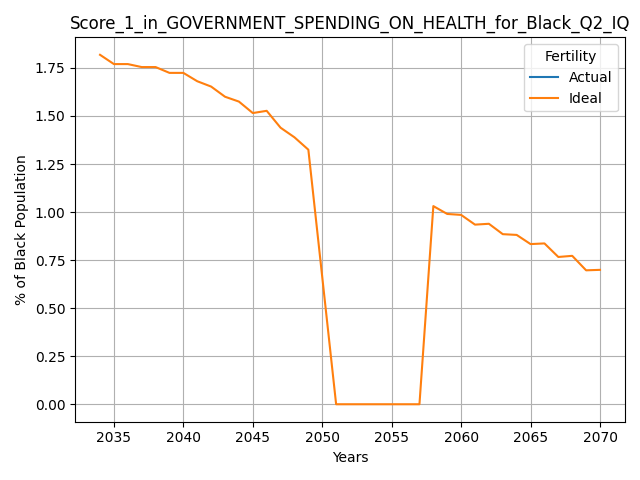 Score_1_in_GOVERNMENT_SPENDING_ON_HEALTH_for_Black_Q2_IQ
Fertility
Actual
Ideal
% of Black Population
1.75
1.50
1.25
1.00
0.75
0.50
0.25
0.00
2035 2040 2045 2050 2055 2060 2065 2070
Years